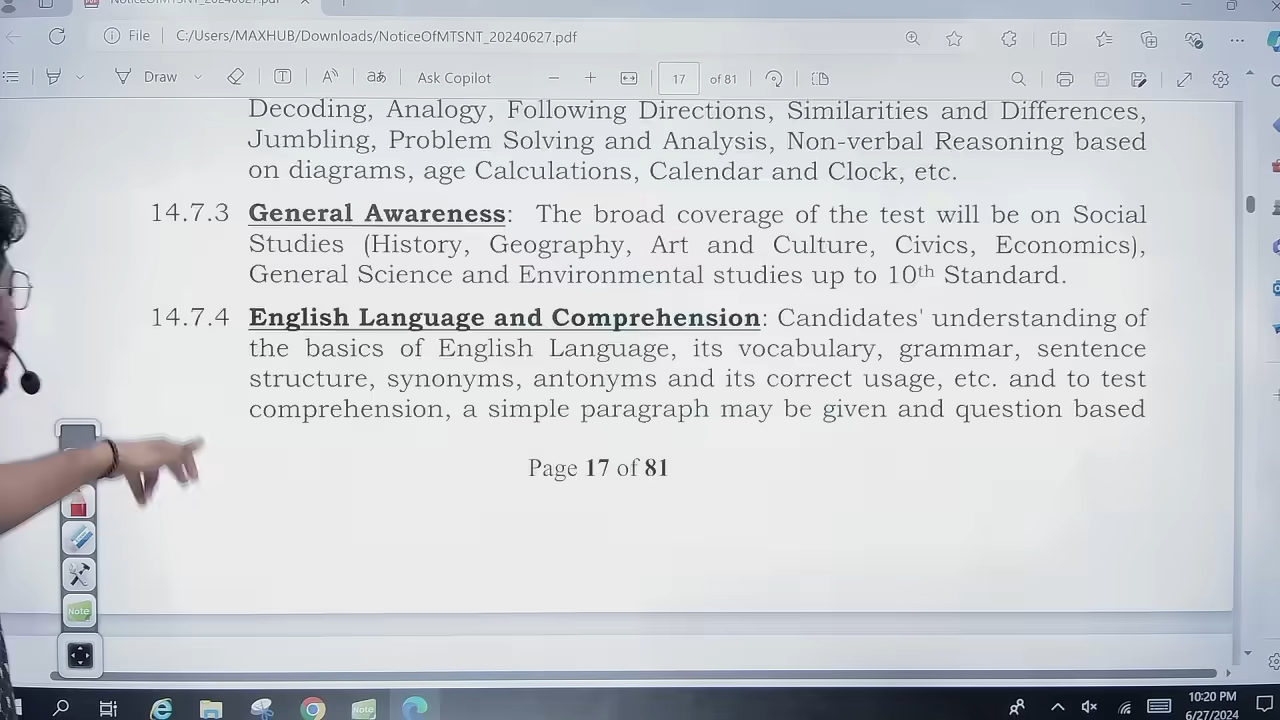 NoticeOfMTSNT_20240627.pdf
File C:/Users/MAXHUB/Downloads/NoticeOfMTSNT_20240627.pdf
Draw Ask Copilot 17 of 81
Decoding, Analogy, Following Directions, Similarities and Differences,
Jumbling, Problem Solving and Analysis, Non-verbal Reasoning based
on diagrams, age Calculations, Calendar and Clock, etc.
14.7.3 General Awareness: The broad coverage of the test will be on Social
Studies (History, Geography, Art and Culture, Civics, Economics),
General Science and Environmental studies up to 10th Standard.
14.7.4 English Language and Comprehension: Candidates' understanding of
the basics of English Language, its vocabulary, grammar, sentence
structure, synonyms, antonyms and its correct usage, etc. and to test
comprehension, a simple paragraph may be given and question based
Page 17 of 81
Note
Note
10:20 PM
6/27/2024